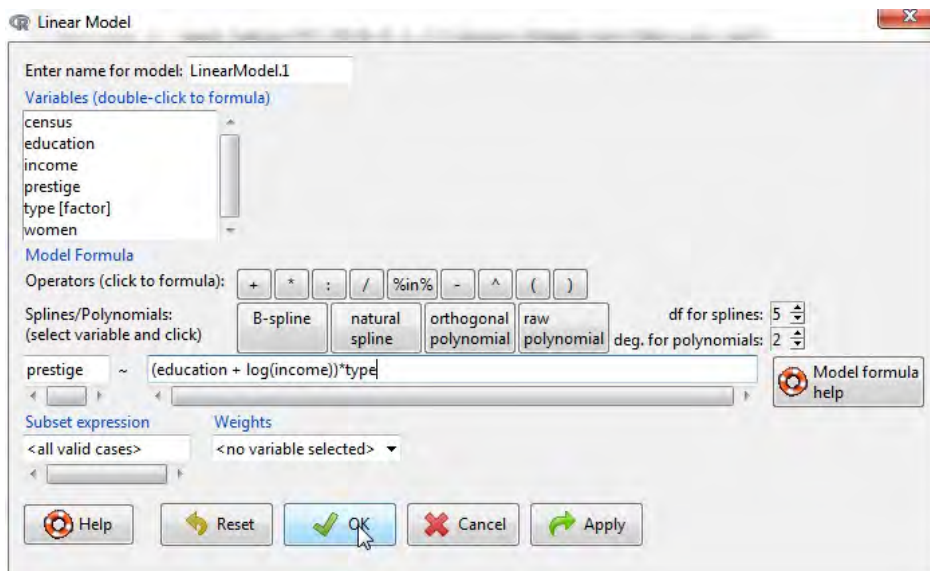 Linear Model
Enter name for model: LinearModel.1
Variables (double-click to formula)
census
education
income
prestige
type [factor]
women
Model Formula
Operators (click to formula): + * : / %in% - ^ ( )
Splines/Polynomials:
(select variable and click)
B-spline
natural
spline
orthogonal
polynomial
raw
polynomial
df for splines: 5
deg. for polynomials: 2
prestige ~ (education + log(income))*type
Model formula
help
Subset expression Weights
<all valid cases> <no variable selected>
Help Reset OK Cancel Apply